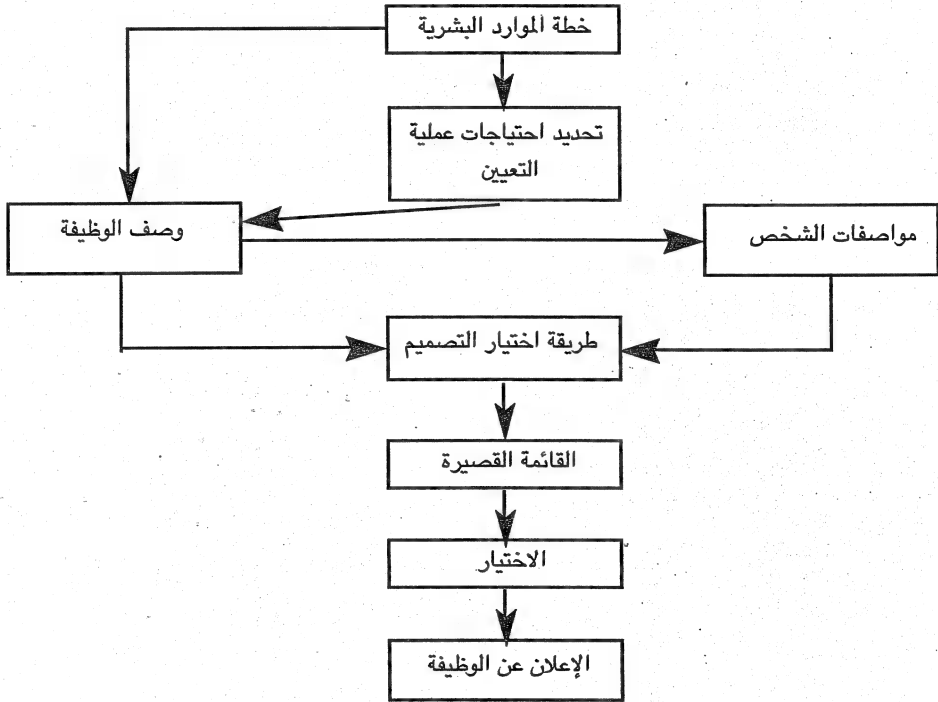 خطة الموارد البشرية
تحديد احتياجات عملية
التعيين
وصف الوظيفة
مواصفات الشخص
طريقة اختيار التصميم
القائمة القصيرة
الاختيار
الإعلان عن الوظيفة